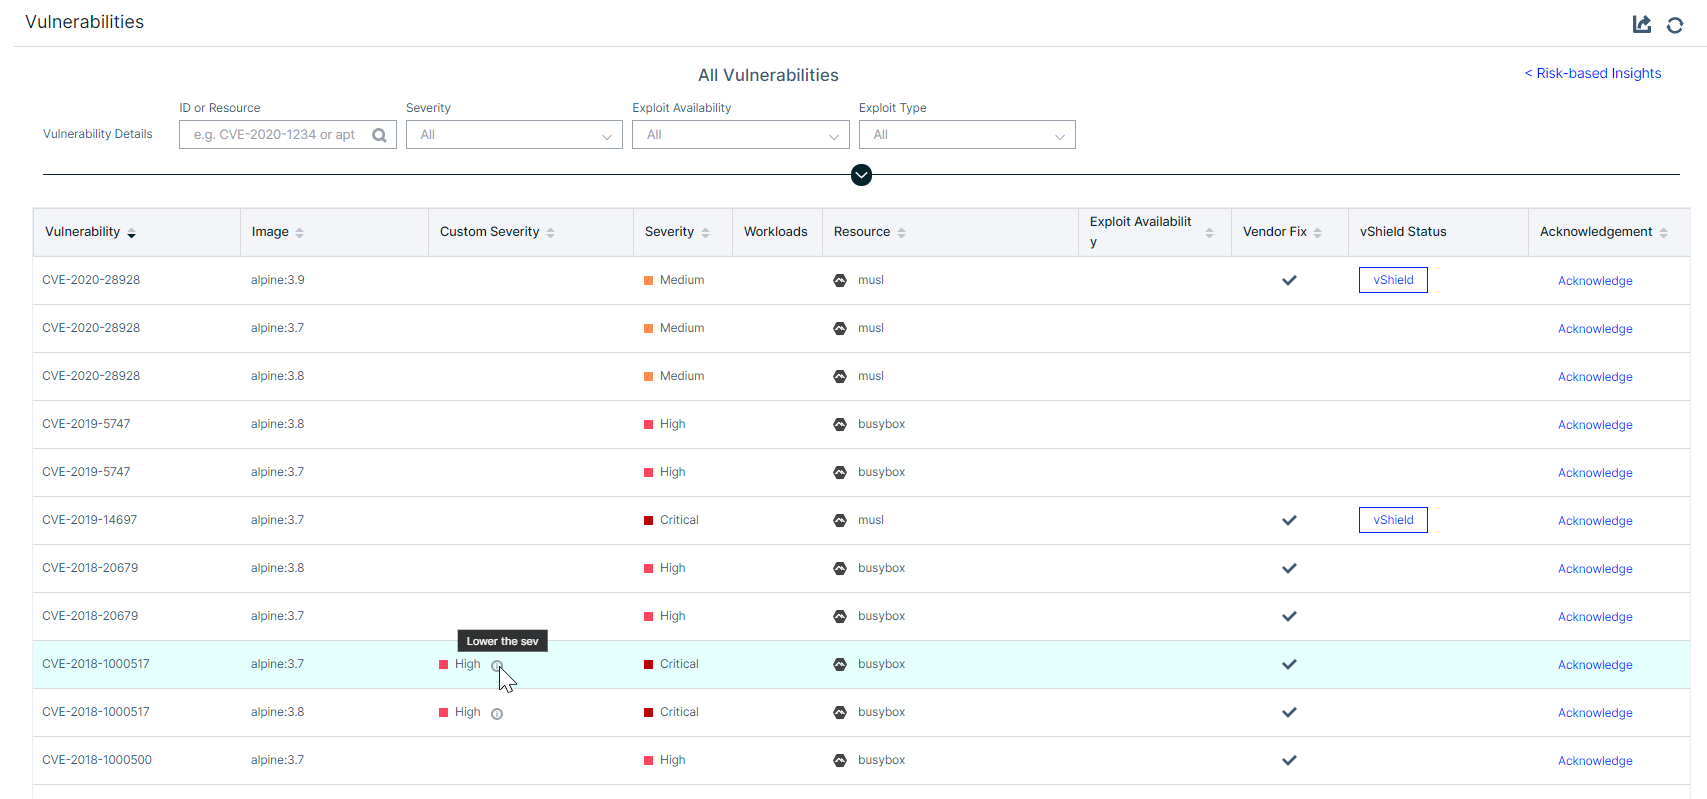 Vulnerabilities
All Vulnerabilities
< Risk-based Insights
ID or Resource Severity Exploit Availability Exploit Type
Vulnerability Details e.g. CVE-2020-1234 or apt All All All
Vulnerability Image Custom Severity Severity Workloads Resource Exploit Availabilit
y Vendor Fix vShield Status Acknowledgement
CVE-2020-28928 alpine:3.9 Medium musl vShield Acknowledge
CVE-2020-28928 alpine:3.7 Medium musl Acknowledge
CVE-2020-28928 alpine:3.8 Medium musl Acknowledge
CVE-2019-5747 alpine:3.8 High busybox Acknowledge
CVE-2019-5747 alpine:3.7 High busybox Acknowledge
CVE-2019-14697 alpine:3.7 Critical musl vShield Acknowledge
CVE-2018-20679 alpine:3.8 High busybox Acknowledge
CVE-2018-20679 alpine:3.7 High busybox Acknowledge
Lower the sev
CVE-2018-1000517 alpine:3.7 High Critical busybox Acknowledge
CVE-2018-1000517 alpine:3.8 High Critical busybox Acknowledge
CVE-2018-1000500 alpine:3.7 High busybox Acknowledge